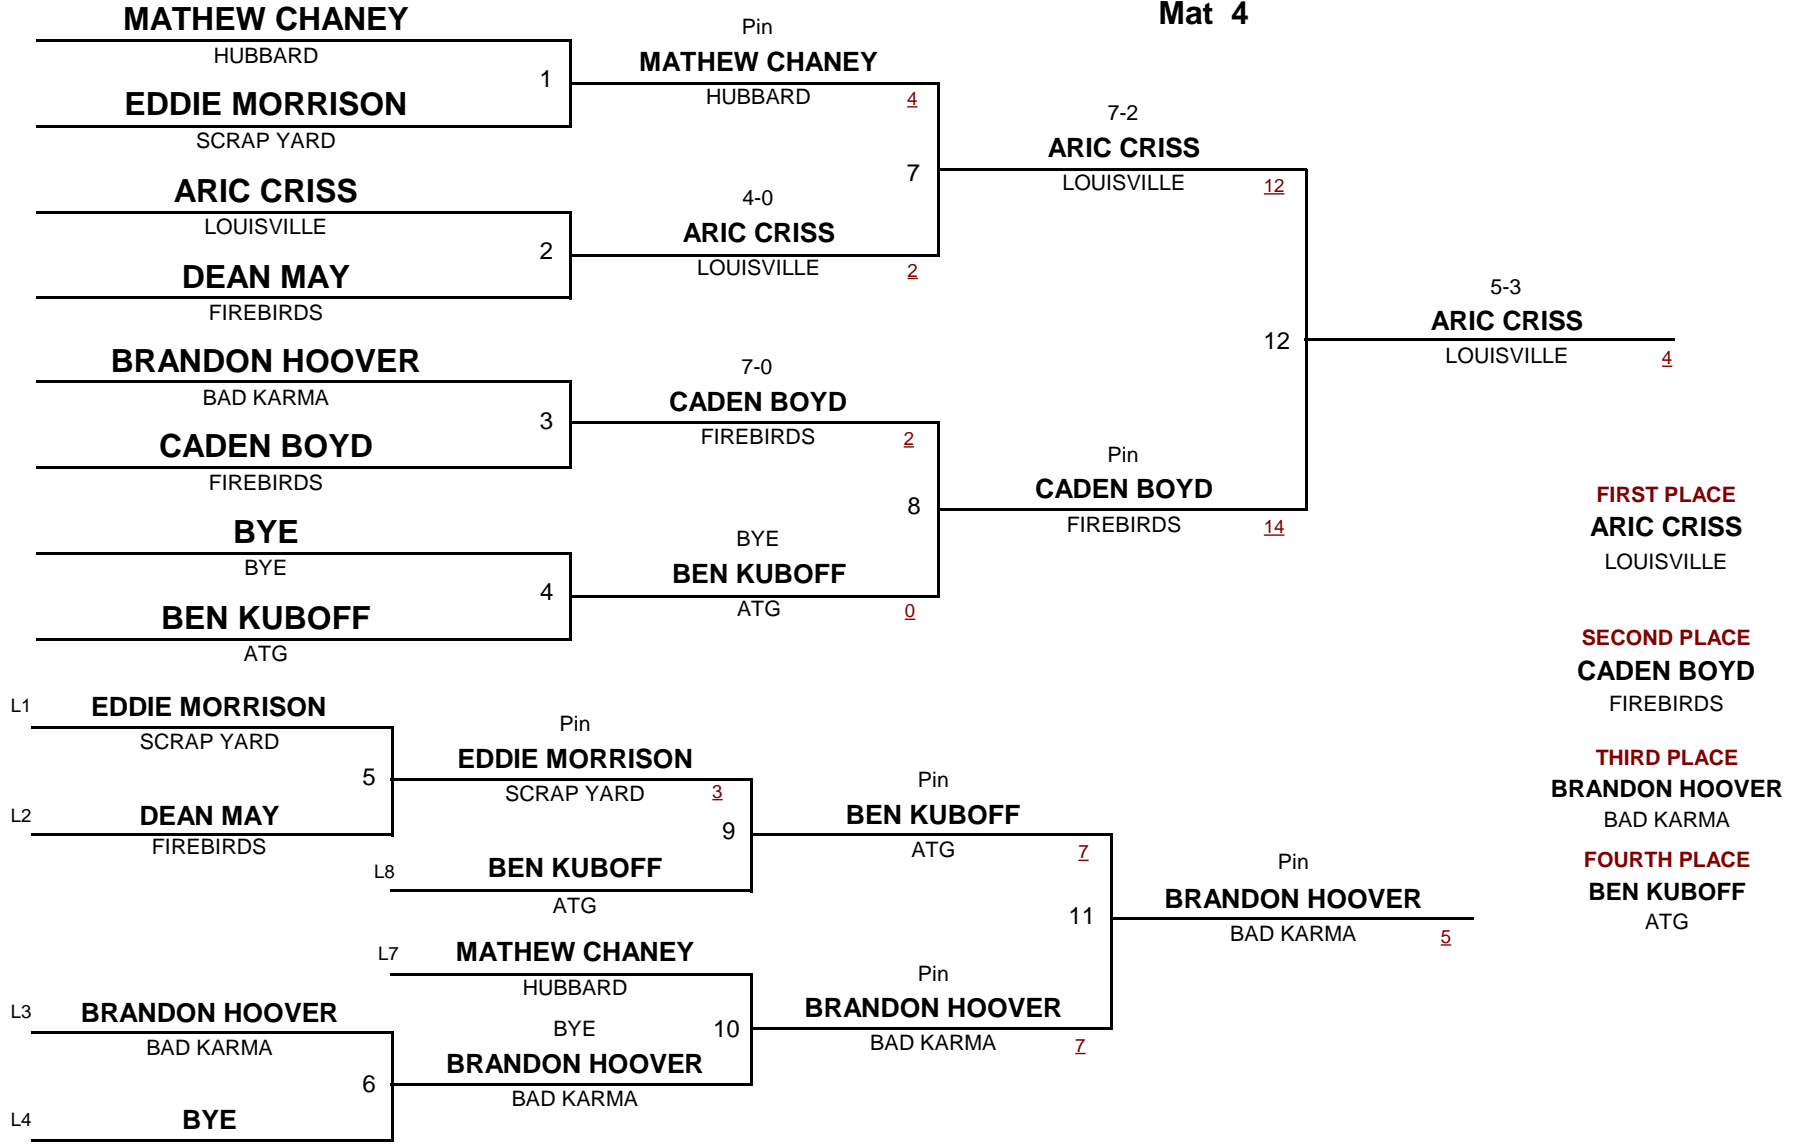 Mat 4
MATHEW CHANEY
HUBBARD
1
EDDIE MORRISON
SCRAP YARD
ARIC CRISS
LOUISVILLE
2
DEAN MAY
FIREBIRDS
BRANDON HOOVER
BAD KARMA
3
CADEN BOYD
FIREBIRDS
BYE
BYE
4
BEN KUBOFF
ATG
Pin
MATHEW CHANEY
HUBBARD 4
7
4-0
ARIC CRISS
LOUISVILLE 2
7-0
CADEN BOYD
FIREBIRDS 2
8
BYE
BEN KUBOFF
ATG 0
7-2
ARIC CRISS
LOUISVILLE 12
12
Pin
CADEN BOYD
FIREBIRDS 14
5-3
ARIC CRISS
LOUISVILLE 4
FIRST PLACE
ARIC CRISS
LOUISVILLE
SECOND PLACE
CADEN BOYD
FIREBIRDS
THIRD PLACE
BRANDON HOOVER
BAD KARMA
FOURTH PLACE
BEN KUBOFF
ATG
L1 EDDIE MORRISON
SCRAP YARD
5
L2 DEAN MAY
FIREBIRDS
Pin
EDDIE MORRISON
SCRAP YARD 3
9
L8 BEN KUBOFF
ATG
L7 MATHEW CHANEY
HUBBARD
10
BYE
BRANDON HOOVER
BAD KARMA
L3 BRANDON HOOVER
BAD KARMA
6
L4 BYE
Pin
BEN KUBOFF
ATG 7
11
Pin
BRANDON HOOVER
BAD KARMA 7
Pin
BRANDON HOOVER
BAD KARMA 5